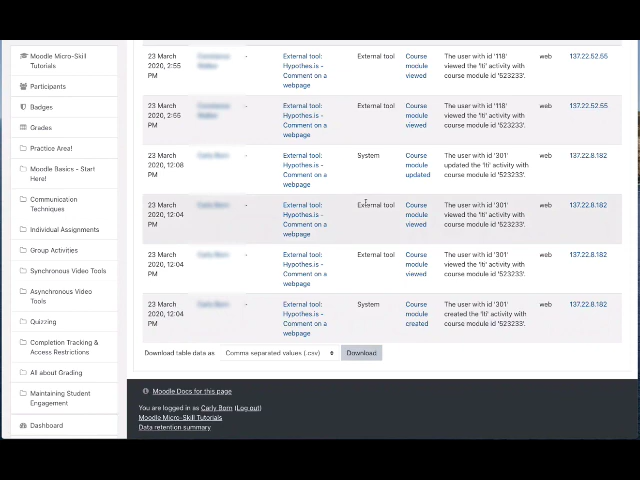 Moodle Micro-Skill
Tutorials
Participants
Badges
Grades
Practice Area!
Moodle Basics - Start
Here!
Communication
Techniques
Individual Assignments
Group Activities
Synchronous Video Tools
Asynchronous Video
Tools
Quizzing
Completion Tracking &
Access Restrictions
All about Grading
Maintaining Student
Engagement
Dashboard
23 March External tool: External tool Course The user with id '118' web 137.22.52.55
2020, 2:55 - Hypothes.is - module viewed the 'lti' activity with
PM Comment on a viewed course module id '523233'.
webpage
23 March External tool: External tool Course The user with id '118' web 137.22.52.55
2020, 2:55 - Hypothes.is - module viewed the 'lti' activity with
PM Comment on a viewed course module id '523233'.
webpage
23 March - External tool: System Course The user with id '301' web 137.22.8.182
2020, 12:08 Hypothes.is - module updated the 'lti' activity with
PM Comment on a updated course module id '523233'.
webpage
23 March - External tool: External tool Course The user with id '301' web 137.22.8.182
2020, 12:04 Hypothes.is - module viewed the 'lti' activity with
PM Comment on a viewed course module id '523233'.
webpage
23 March - External tool: External tool Course The user with id '301' web 137.22.8.182
2020, 12:04 Hypothes.is - module viewed the 'lti' activity with
PM Comment on a viewed course module id '523233'.
webpage
23 March - External tool: System Course The user with id '301' web 137.22.8.182
2020, 12:04 Hypothes.is - module created the 'lti' activity with
PM Comment on a created course module id '523233'.
webpage
Download table data as Comma separated values (.csv) Download
Moodle Docs for this page
You are logged in as Carly Born (Log out)
Moodle Micro-Skill Tutorials
Data retention summary